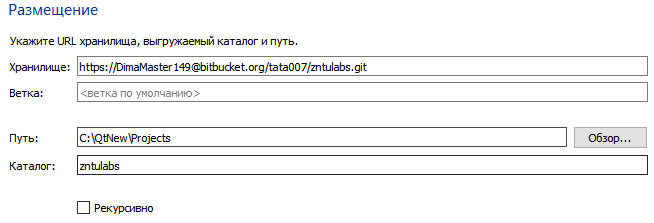 Размещение
Укажите URL хранилища, выгружаемый каталог и путь.
Хранилище: https://DimaMaster149@bitbucket.org/tata007/zntulabs.git
Ветка: <ветка по умолчанию>
Путь: C:\QtNew\Projects Обзор...
Каталог: zntulabs
Рекурсивно